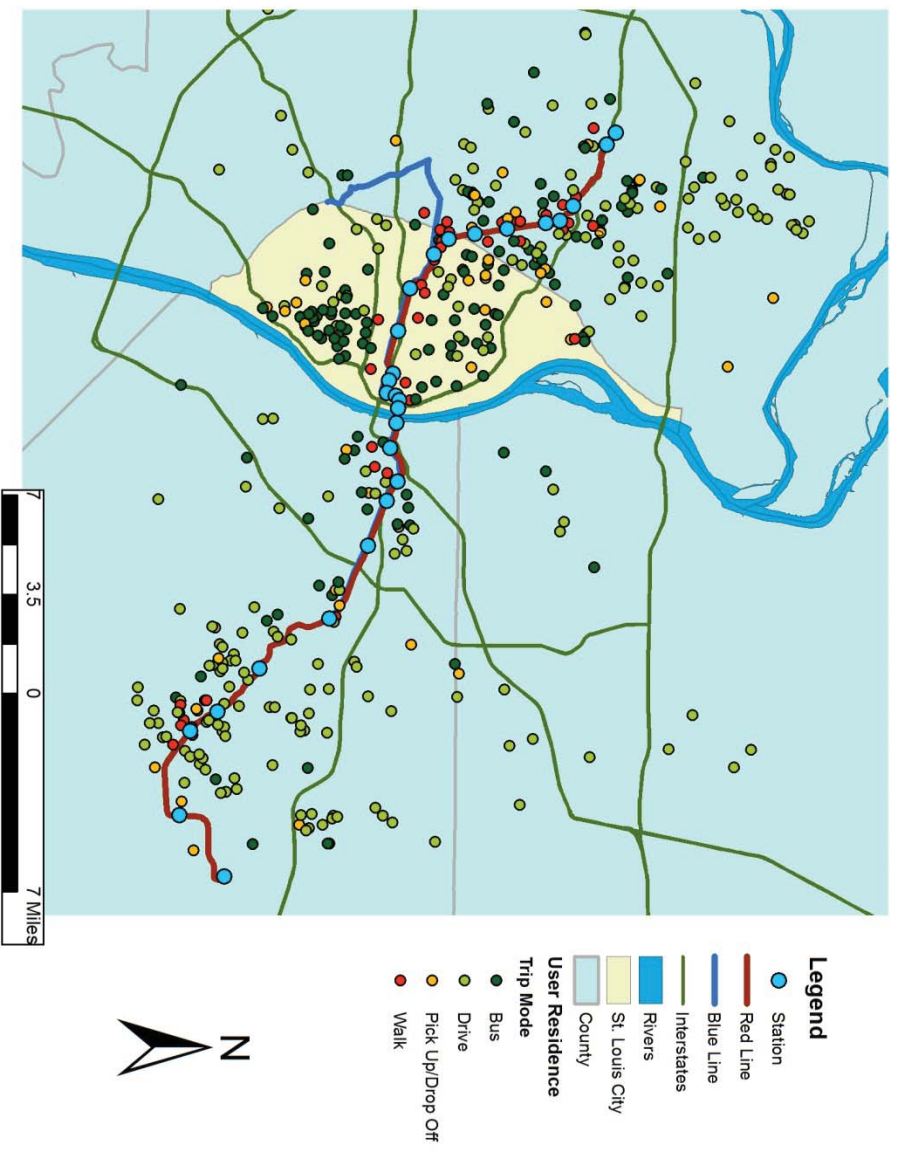 Legend
Station
Red Line
Blue Line
Interstates
Rivers
St. Louis City
County
User Residence
Trip Mode
Bus
Drive
Pick Up/Drop Off
Walk
N
7 3.5 0 7 Miles